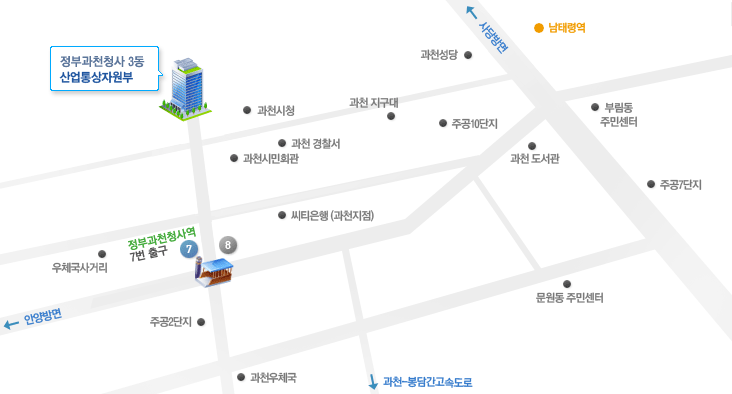 사당방면
남태령역
정부과천청사 3동
산업통상자원부
과천성당
과천시청
과천 지구대
주공10단지
부림동
주민센터
과천 경찰서
과천시민회관
과천 도서관
주공7단지
씨티은행 (과천지점)
정부과천청사역
7번 출구
7
8
우체국사거리
안양방면
주공2단지
문원동 주민센터
과천우체국
과천-봉담간고속도로